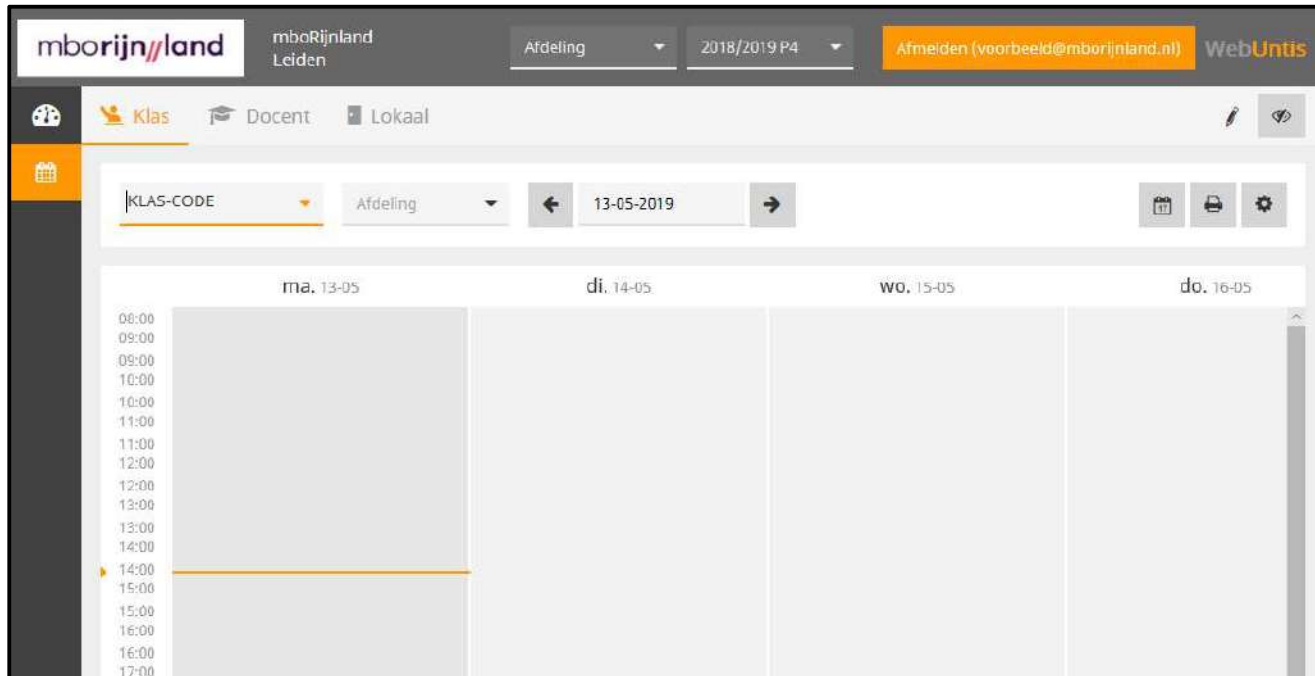 mborijn//land
mboRijnland
Leiden
Afdeling
2018/2019 P4
Afmelden (voorbeeld@mborijnland.nl)
WebUntis
Klas
Docent
Lokaal
KLAS-CODE
Afdeling
13-05-2019
17
ma. 13-05
di. 14-05
wo. 15-05
do. 16-05
08:00
09:00
09:00
10:00
10:00
11:00
11:00
12:00
12:00
13:00
13:00
14:00
14:00
15:00
15:00
16:00
16:00
17:00